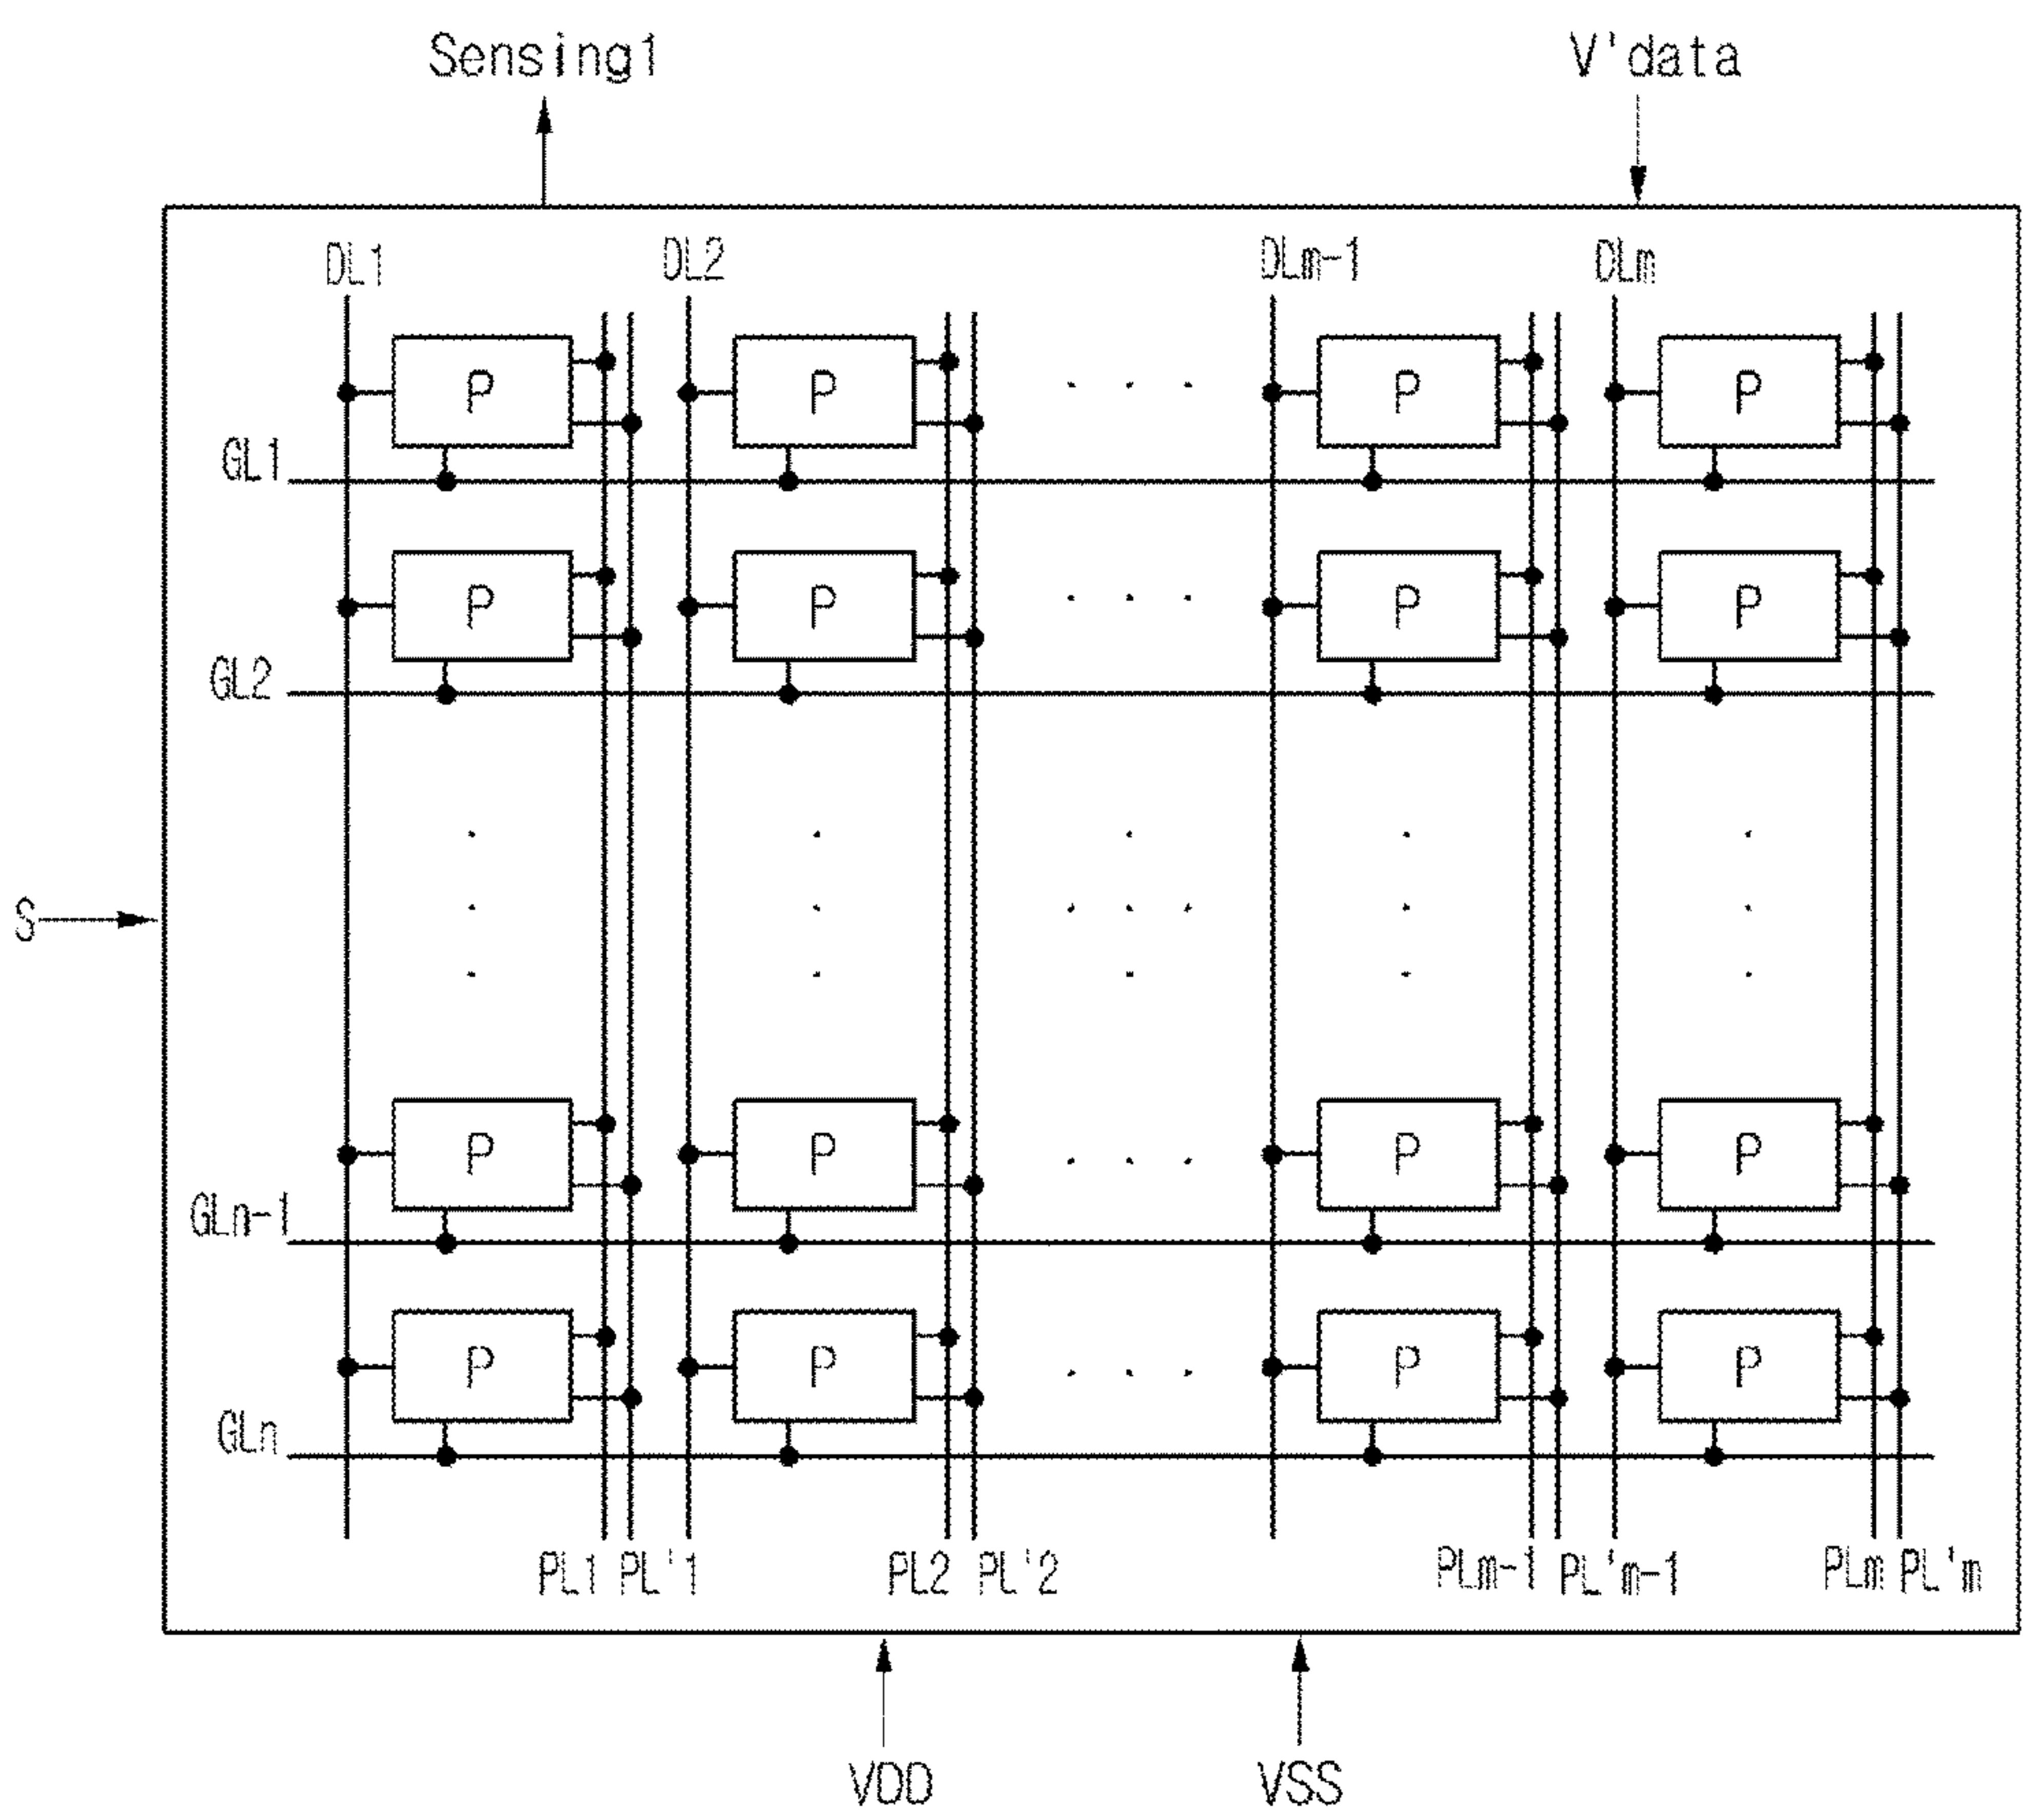 Sensing1 V'data
DL1 DL2 DLm-1 DLm
P P P P
GL1
P P P P
GL2
S
P P P P
GLn-1
P P P P
GLn
PL1 PL'1 PL2 PL'2 PLm-1 PL'm-1 PLm PL'm
VDD VSS